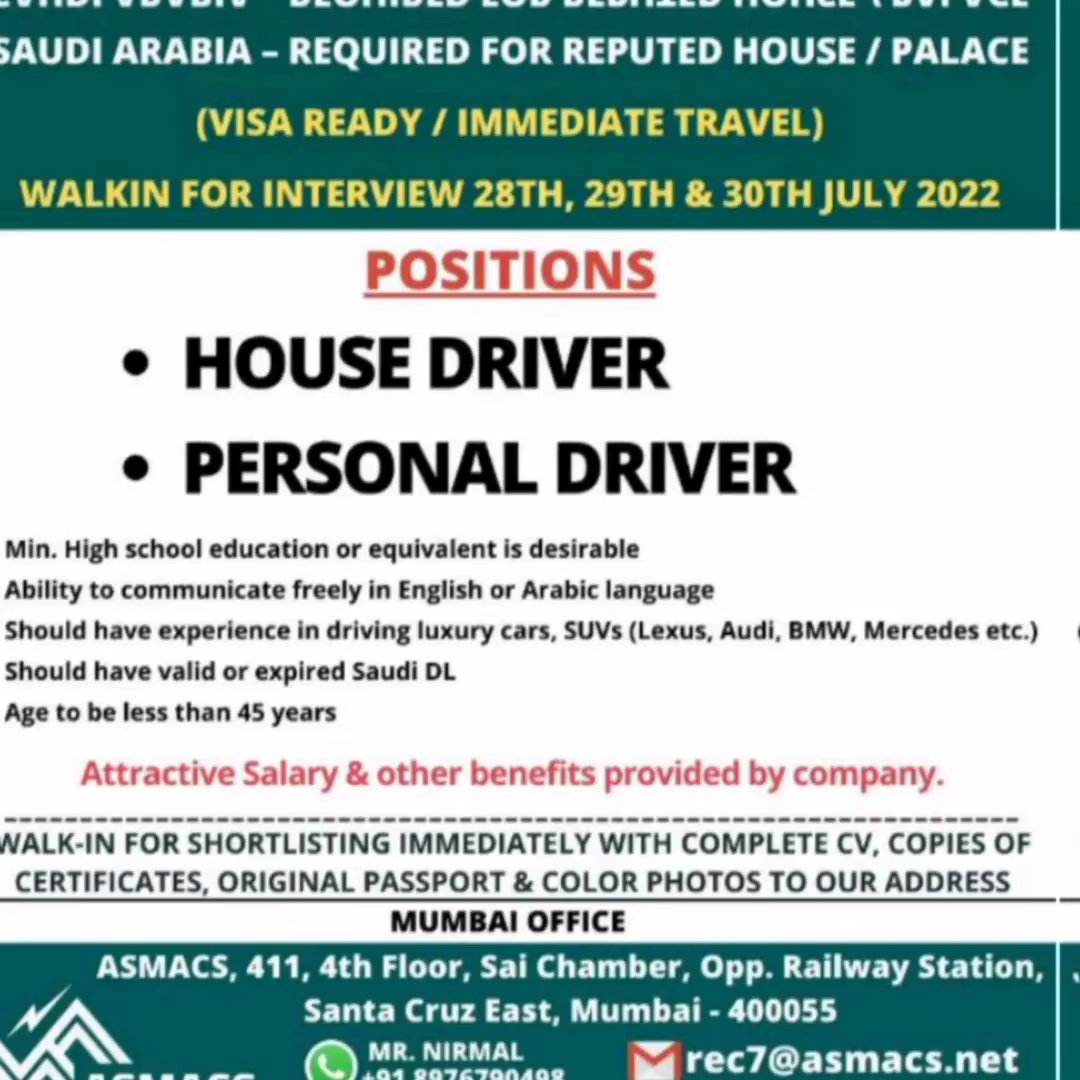 SAUDI ARABIA – REQUIRED FOR REPUTED HOUSE / PALACE
(VISA READY / IMMEDIATE TRAVEL)
WALKIN FOR INTERVIEW 28TH, 29TH & 30TH JULY 2022
POSITIONS
• HOUSE DRIVER
• PERSONAL DRIVER
Min. High school education or equivalent is desirable
Ability to communicate freely in English or Arabic language
Should have experience in driving luxury cars, SUVs (Lexus, Audi, BMW, Mercedes etc.)
Should have valid or expired Saudi DL
Age to be less than 45 years
Attractive Salary & other benefits provided by company.
WALK-IN FOR SHORTLISTING IMMEDIATELY WITH COMPLETE CV, COPIES OF
CERTIFICATES, ORIGINAL PASSPORT & COLOR PHOTOS TO OUR ADDRESS
MUMBAI OFFICE
ASMACS, 411, 4th Floor, Sai Chamber, Opp. Railway Station,
Santa Cruz East, Mumbai - 400055
MR. NIRMAL
+91 8976790498
rec7@asmacs.net
ASMACS